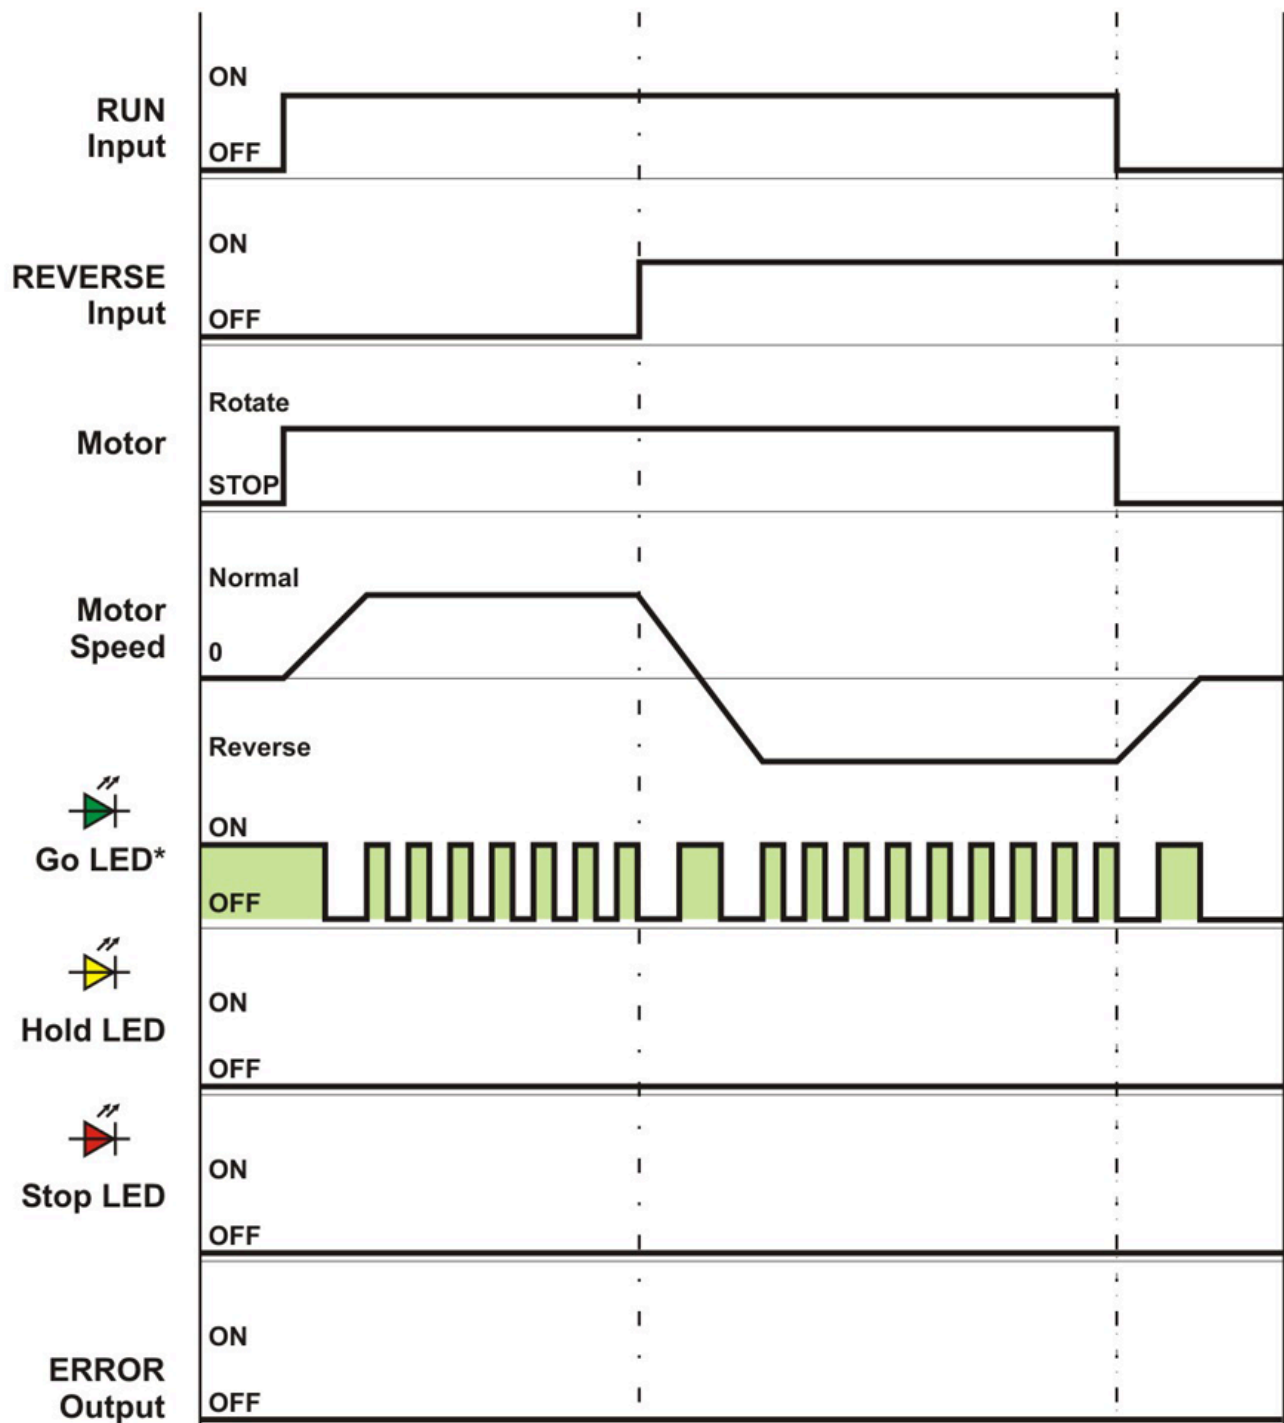 ON
RUN
Input
OFF
ON
REVERSE
Input
OFF
Rotate
Motor
STOP
Normal
Motor
Speed
0
Reverse
ON
Go LED*
OFF
ON
Hold LED
OFF
ON
Stop LED
OFF
ON
ERROR
Output
OFF